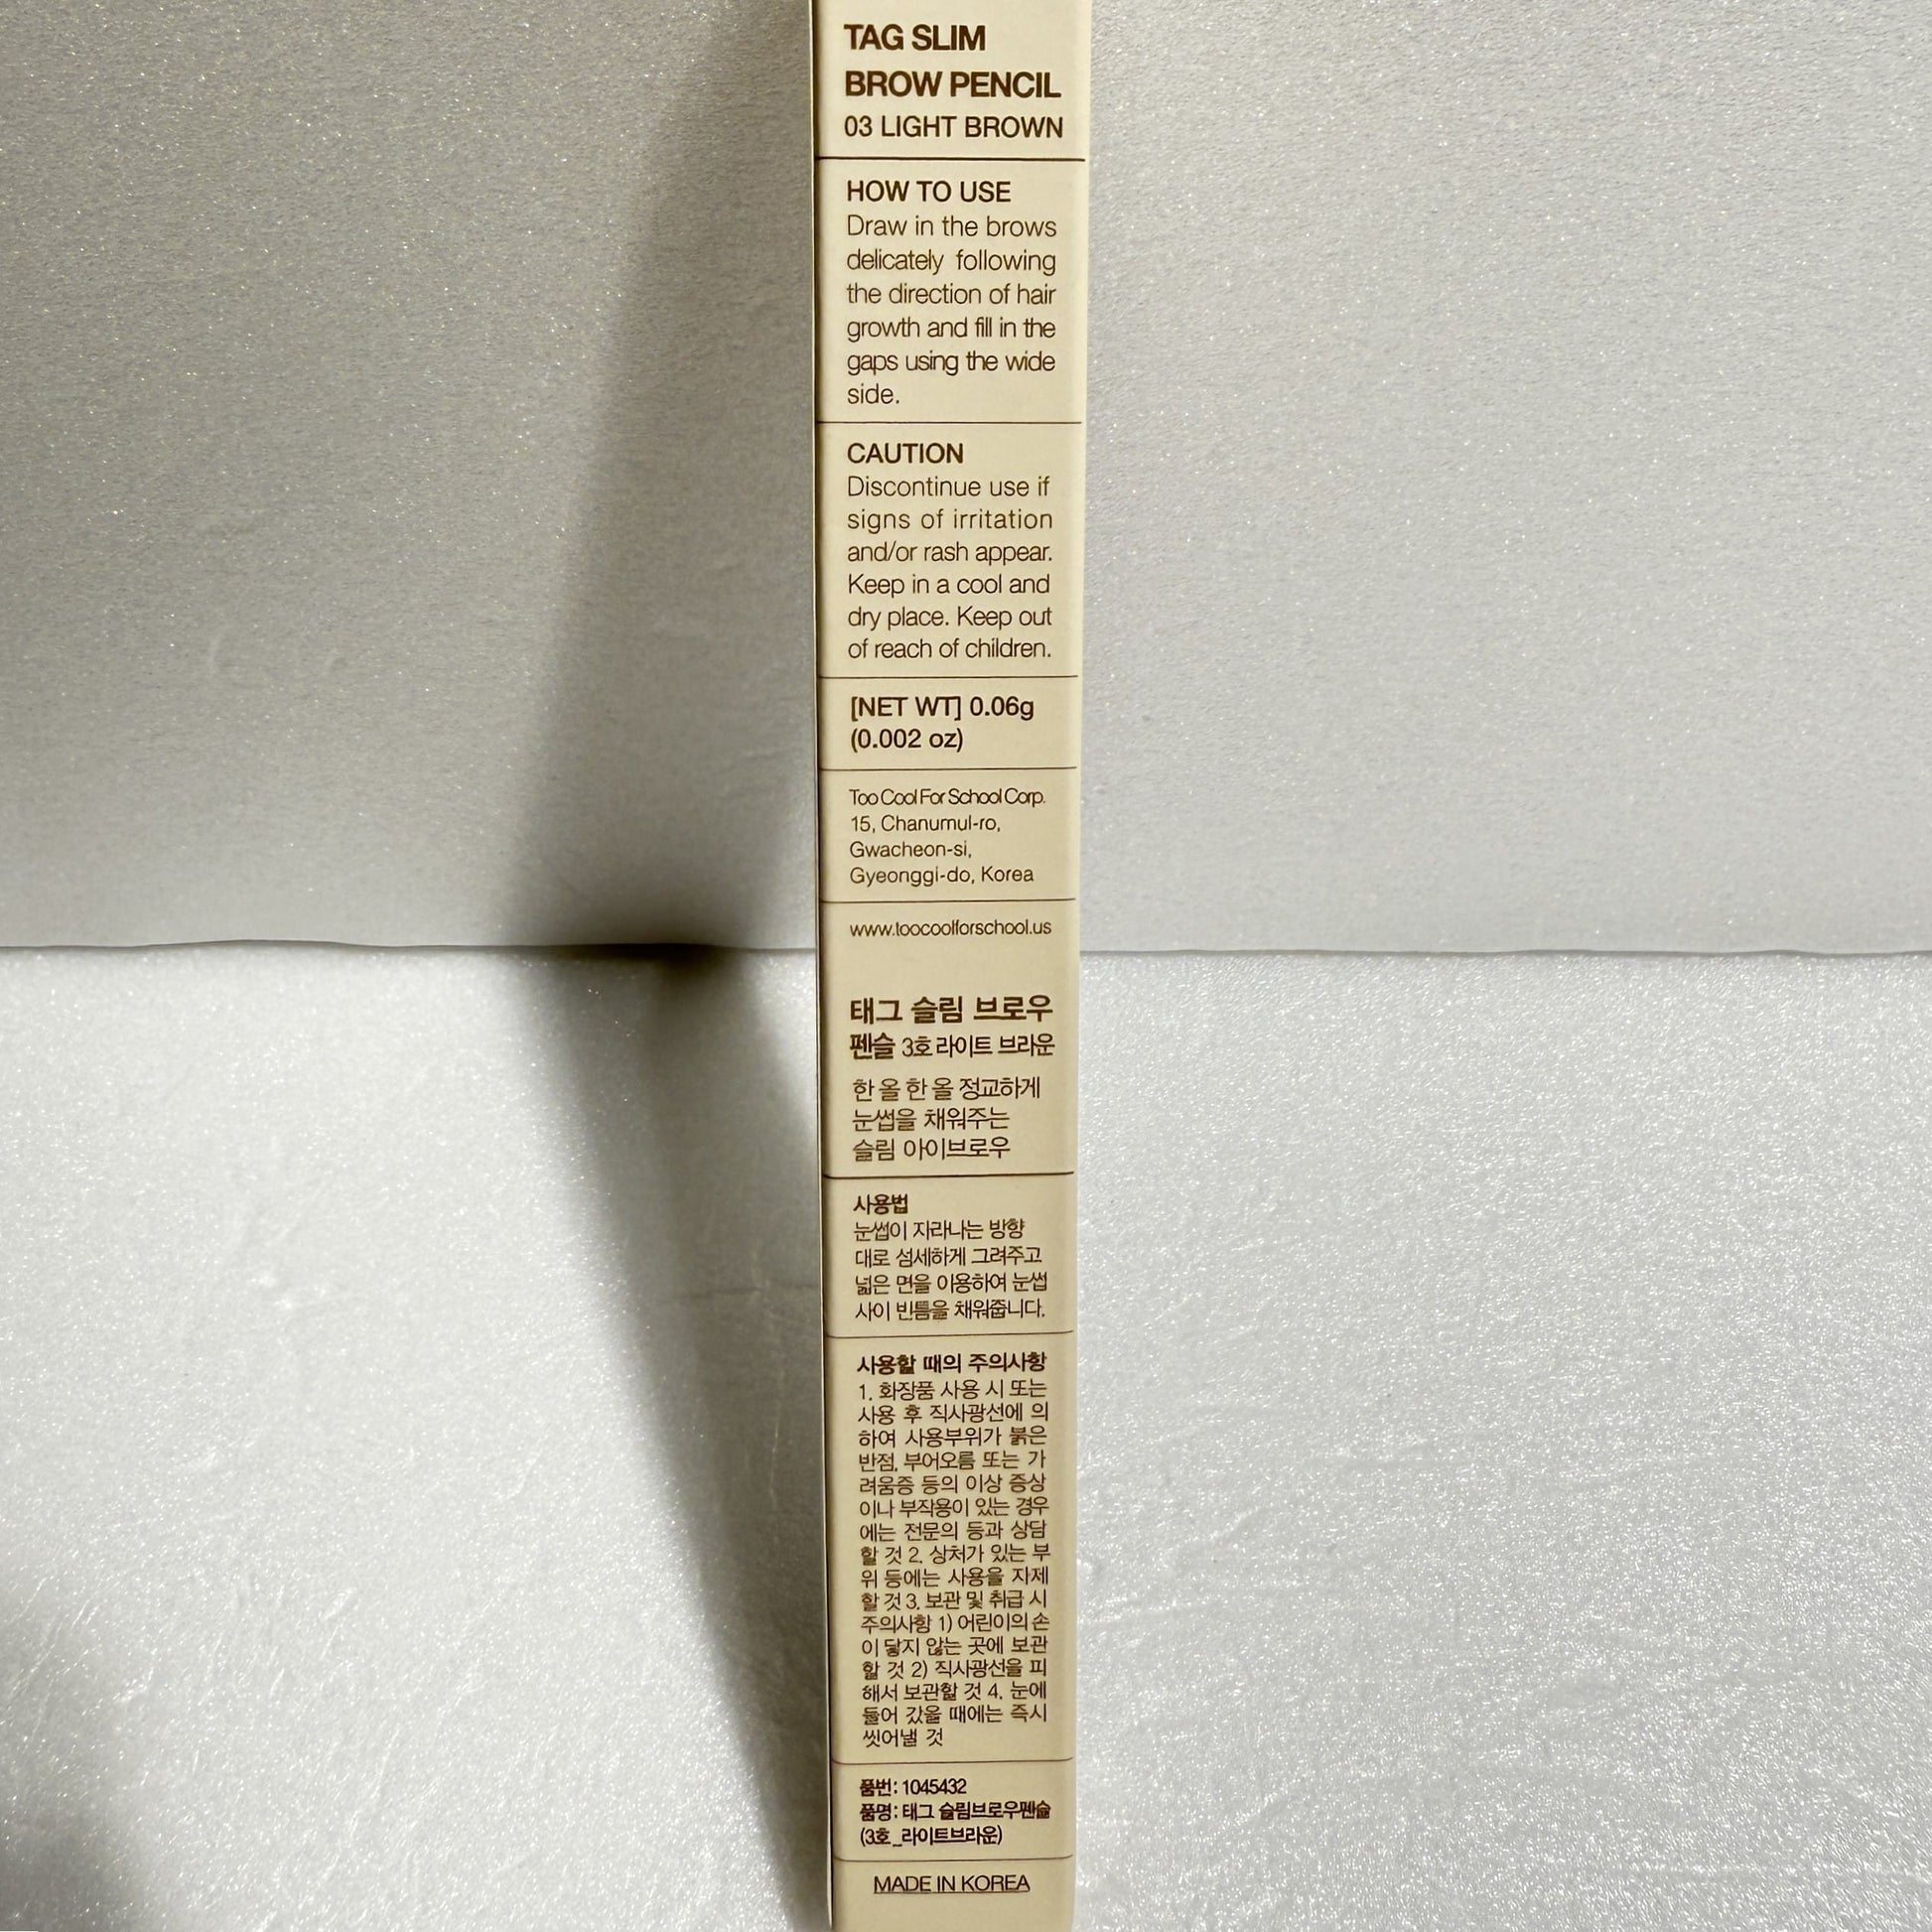 TAG SLIM
BROW PENCIL
03 LIGHT BROWN
HOW TO USE
Draw in the brows
delicately following
the direction of hair
growth and fill in the
gaps using the wide
side.
CAUTION
Discontinue use if
signs of irritation
and/or rash appear.
Keep in a cool and
dry place. Keep out
of reach of children.
[NET WT] 0.06g
(0.002 oz)
Too Cool For School Corp.
15, Chanumul-ro,
Gwacheon-si,
Gyeonggi-do, Korea
www.toocoolforschool.us
태그 슬림 브로우
펜슬 3호 라이트 브라운
한 올 한 올 정교하게
눈썹을 채워주는
슬림 아이브로우
사용법
눈썹이 자라나는 방향
대로 섬세하게 그려주고
넓은 면을 이용하여 눈썹
사이 빈틈을 채워줍니다.
사용할 때의 주의사항
1. 화장품 사용 시 또는
사용 후 직사광선에 의
하여 사용부위가 붉은
반점, 부어오름 또는 가
려움증 등의 이상 증상
이나 부작용이 있는 경우
에는 전문의 등과 상담
할 것 2. 상처가 있는 부
위 등에는 사용을 자제
할 것 3. 보관 및 취급 시
주의사항 1) 어린이의 손
이 닿지 않는 곳에 보관
할 것 2) 직사광선을 피
해서 보관할 것 4. 눈에
들어 갔을 때에는 즉시
씻어낼 것
품번: 1045432
품명: 태그 슬림브로우펜슬
(3호_라이트브라운)
MADE IN KOREA